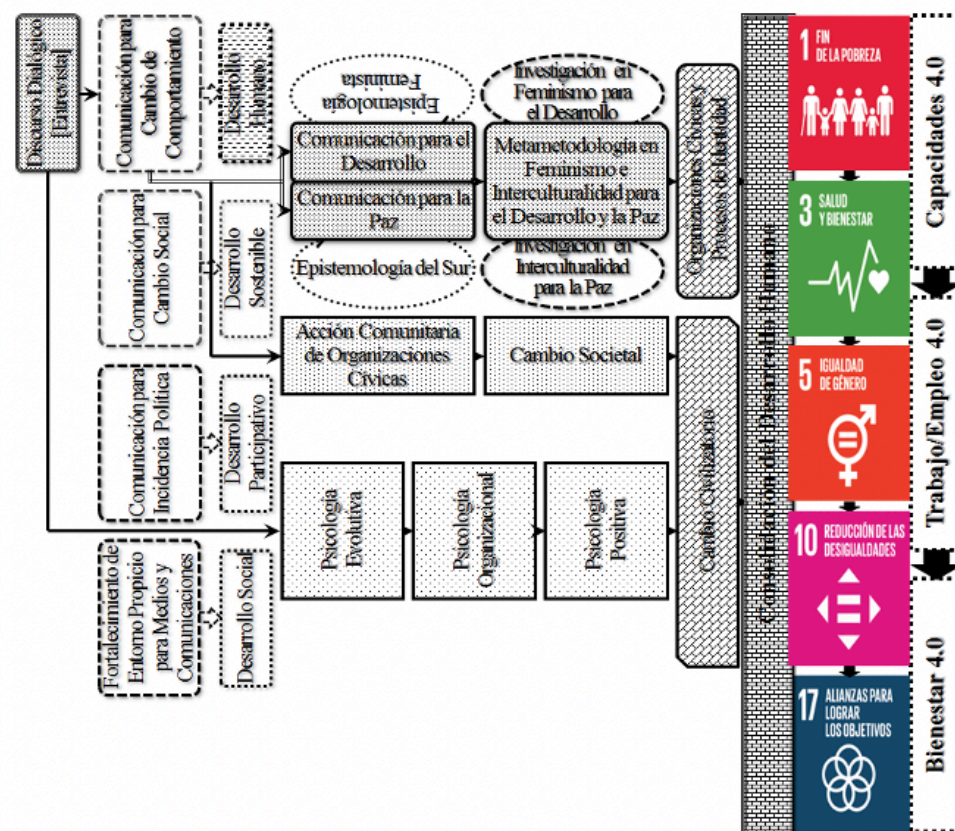 Discurso Dialógico
[Entrevista]
Comunicación para
Cambio de
Comportamiento
Desarrollo
Humano
Comunicación para
Cambio Social
Desarrollo
Sostenible
Comunicación para
Incidencia Política
Desarrollo
Participativo
Fortalecimiento de
Entorno Propicio
para Medios y
Comunicaciones
Desarrollo Social
Epistemología
Feminista
Comunicación para el
Desarrollo
Comunicación para la
Paz
Epistemología del Sur
Investigación en
Feminismo para
el Desarrollo
Metametodología en
Feminismo e
Interculturalidad para
el Desarrollo y la Paz
Investigación en
Interculturalidad
para la Paz
Organizaciones Cívicas y
Procesos de Identidad
Acción Comunitaria
de Organizaciones
Cívicas
Cambio Societal
Psicología
Evolutiva
Psicología
Organizacional
Psicología
Positiva
Cambio Civilizatorio
Consolidación del Desarrollo Humano
1 FIN
DE LA POBREZA
3 SALUD
Y BIENESTAR
5 IGUALDAD
DE GÉNERO
10 REDUCCIÓN DE LAS
DESIGUALDADES
17 ALIANZAS PARA
LOGRAR
LOS OBJETIVOS
Capacidades 4.0
Trabajo/Empleo 4.0
Bienestar 4.0